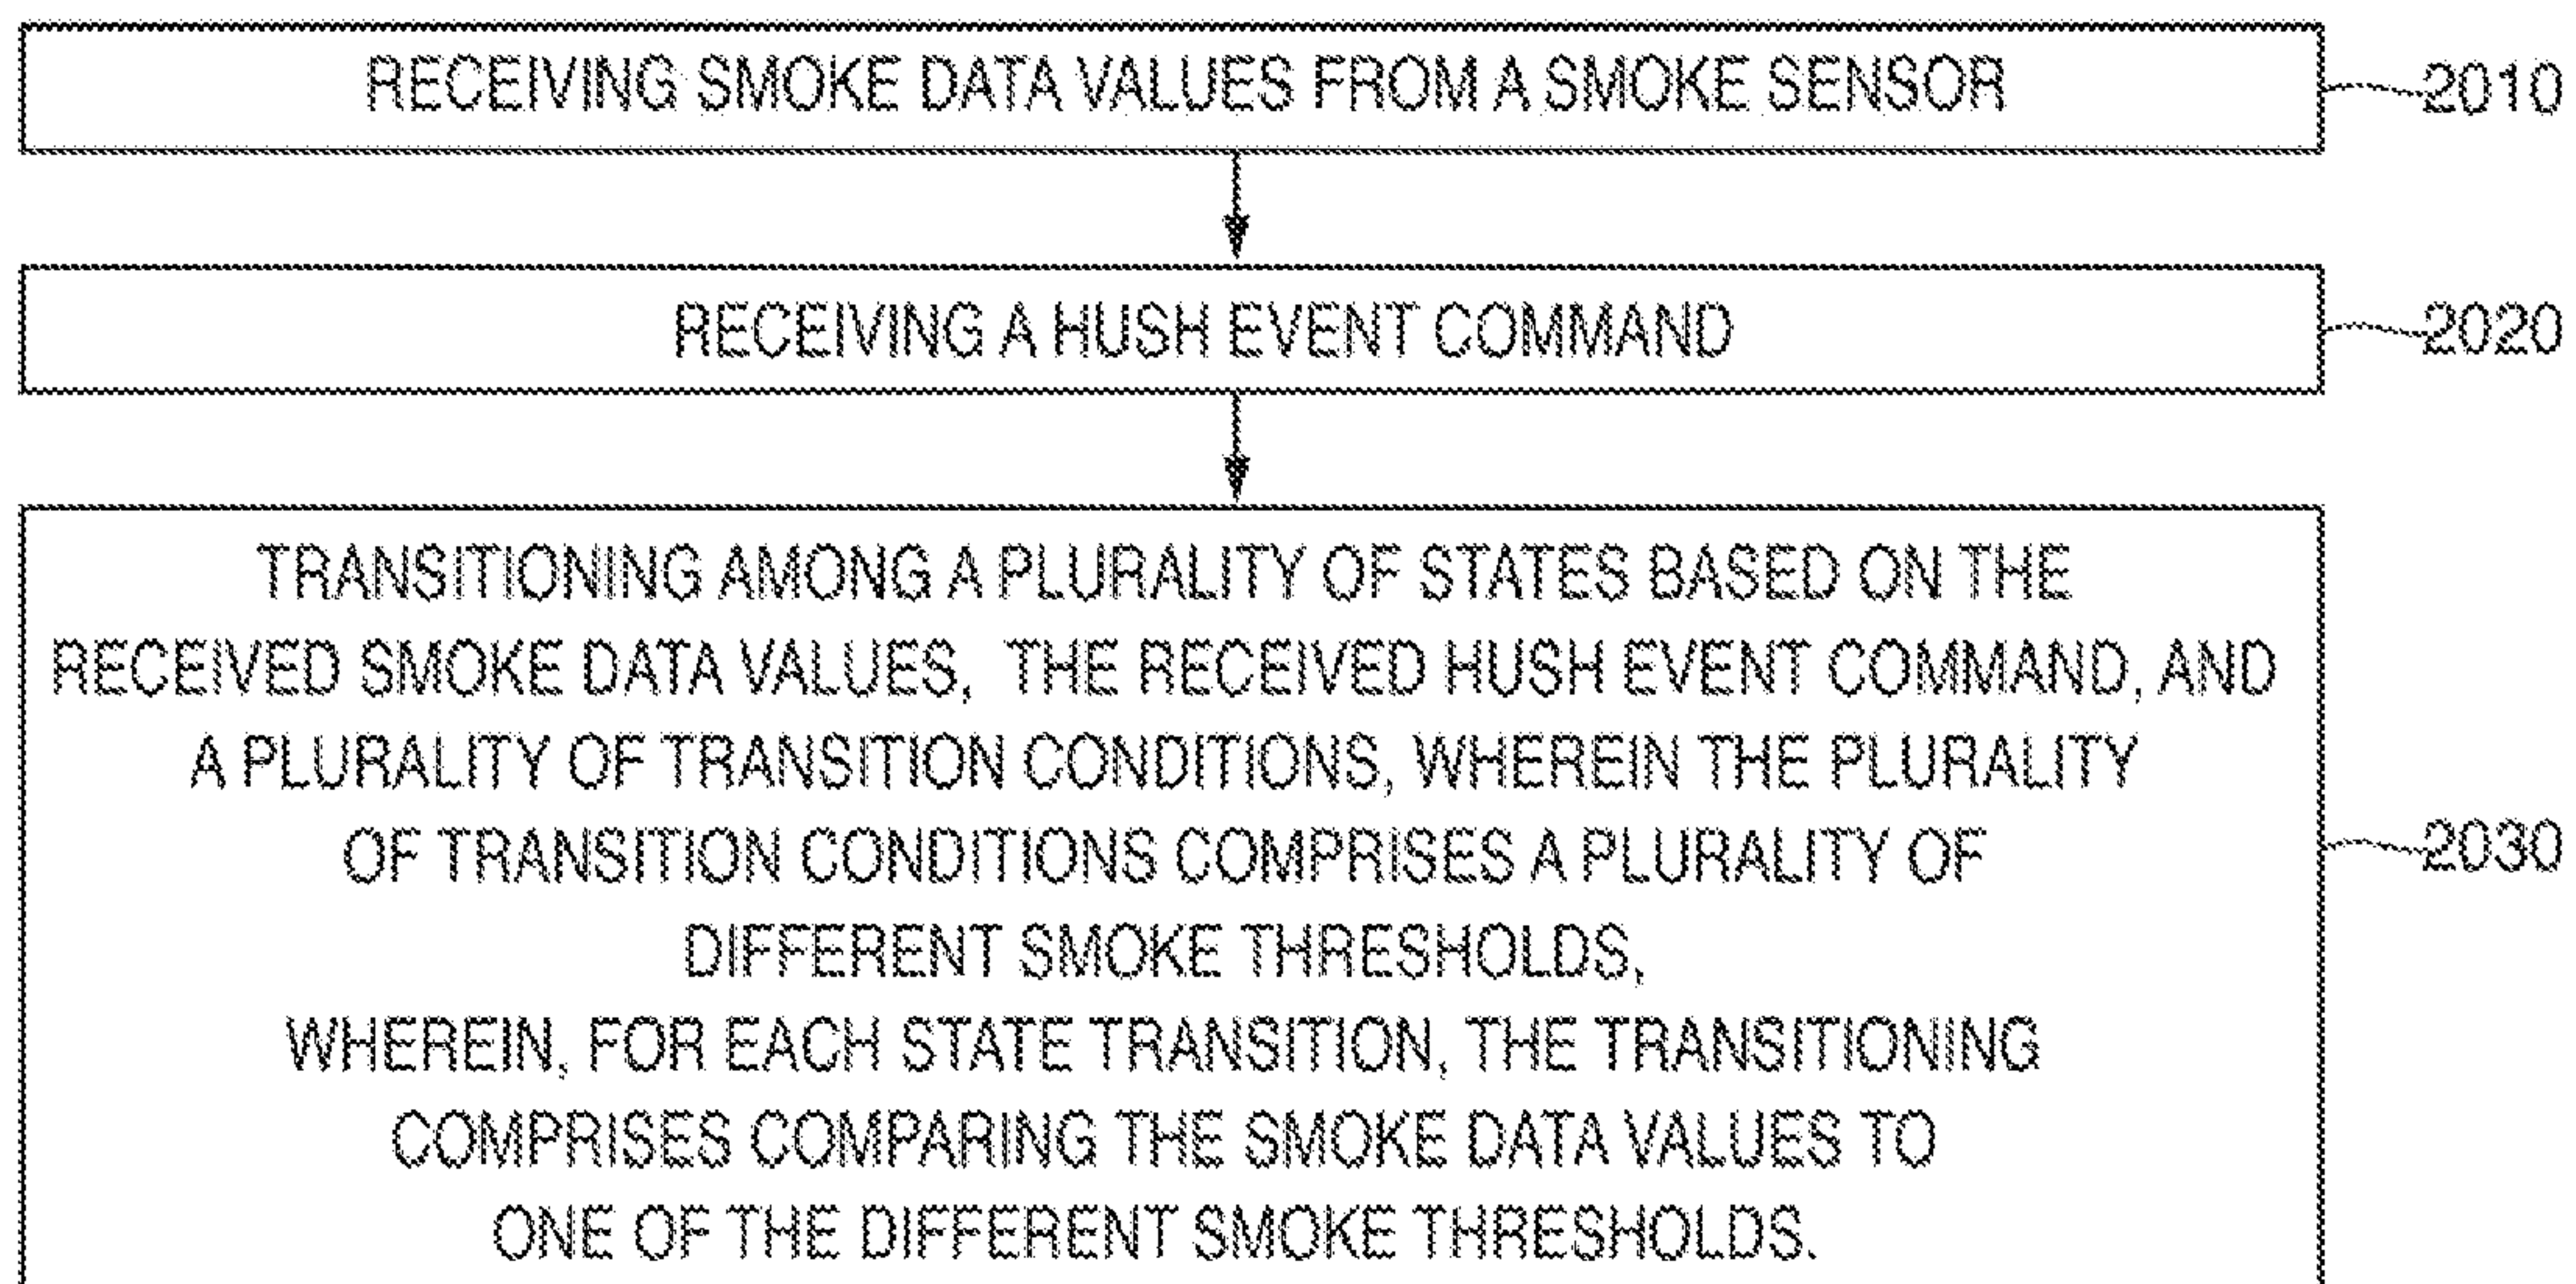 RECEIVING SMOKE DATA VALUES FROM A SMOKE SENSOR
2010
RECEIVING A HUSH EVENT COMMAND
2020
TRANSITIONING AMONG A PLURALITY OF STATES BASED ON THE
RECEIVED SMOKE DATA VALUES, THE RECEIVED HUSH EVENT COMMAND, AND
A PLURALITY OF TRANSITION CONDITIONS, WHEREIN THE PLURALITY
OF TRANSITION CONDITIONS COMPRISES A PLURALITY OF
DIFFERENT SMOKE THRESHOLDS,
WHEREIN, FOR EACH STATE TRANSITION, THE TRANSITIONING
COMPRISES COMPARING THE SMOKE DATA VALUES TO
ONE OF THE DIFFERENT SMOKE THRESHOLDS.
2030